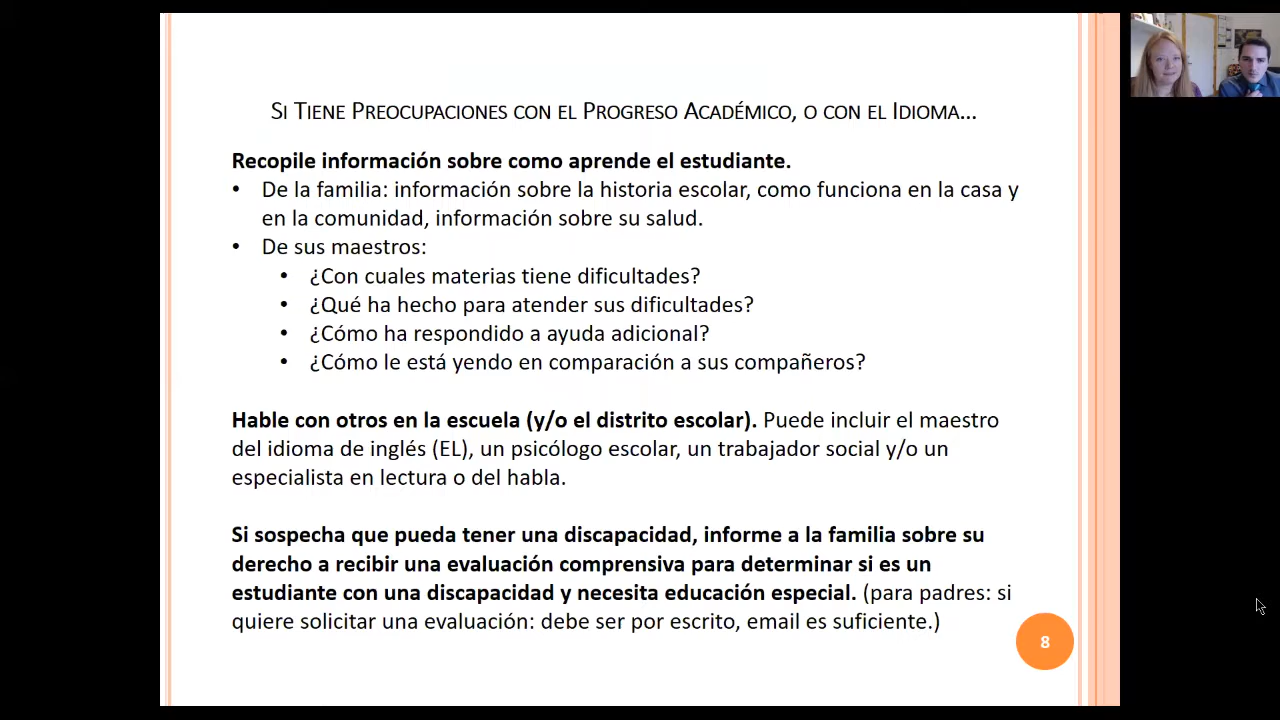 SI TIENE PREOCUPACIONES CON EL PROGRESO ACADÉMICO, O CON EL IDIOMA...
Recopile información sobre como aprende el estudiante.
• De la familia: información sobre la historia escolar, como funciona en la casa y
en la comunidad, información sobre su salud.
• De sus maestros:
• ¿Con cuales materias tiene dificultades?
• ¿Qué ha hecho para atender sus dificultades?
• ¿Cómo ha respondido a ayuda adicional?
• ¿Cómo le está yendo en comparación a sus compañeros?
Hable con otros en la escuela (y/o el distrito escolar). Puede incluir el maestro
del idioma de inglés (EL), un psicólogo escolar, un trabajador social y/o un
especialista en lectura o del habla.
Si sospecha que pueda tener una discapacidad, informe a la familia sobre su
derecho a recibir una evaluación comprensiva para determinar si es un
estudiante con una discapacidad y necesita educación especial. (para padres: si
quiere solicitar una evaluación: debe ser por escrito, email es suficiente.)
8